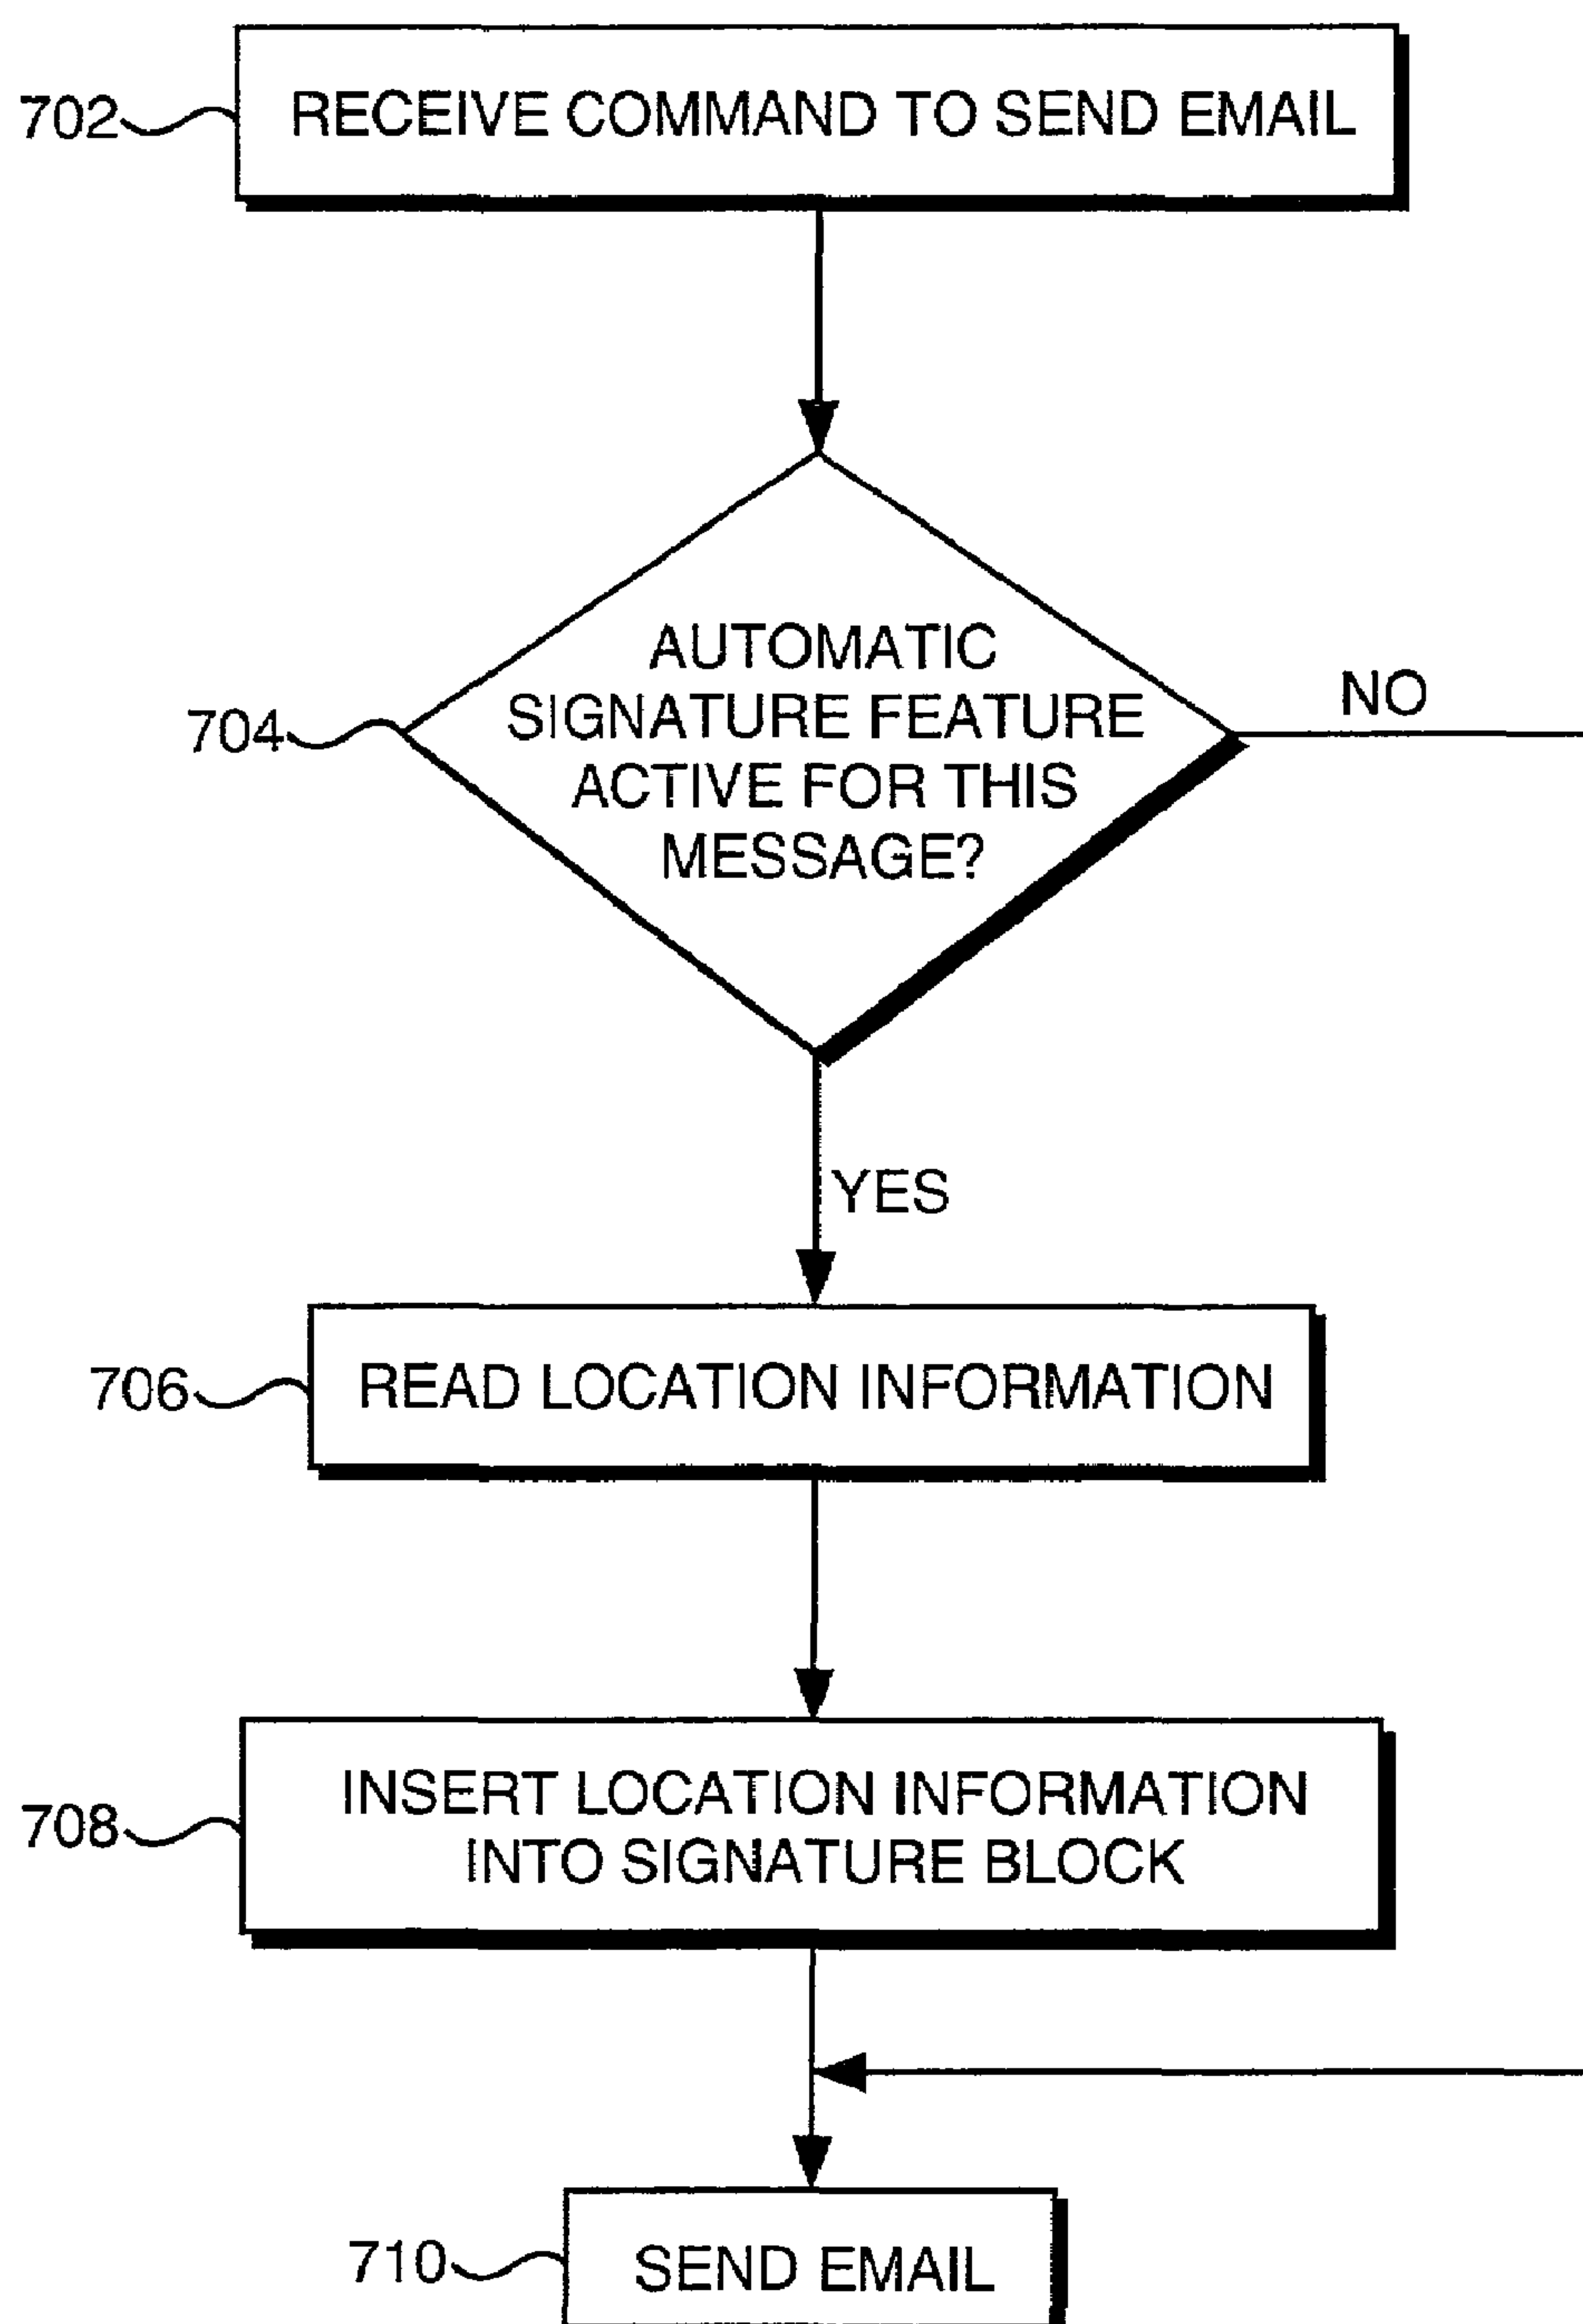 702
RECEIVE COMMAND TO SEND EMAIL
704
AUTOMATIC
SIGNATURE FEATURE
ACTIVE FOR THIS
MESSAGE?
NO
YES
706
READ LOCATION INFORMATION
708
INSERT LOCATION INFORMATION
INTO SIGNATURE BLOCK
710
SEND EMAIL